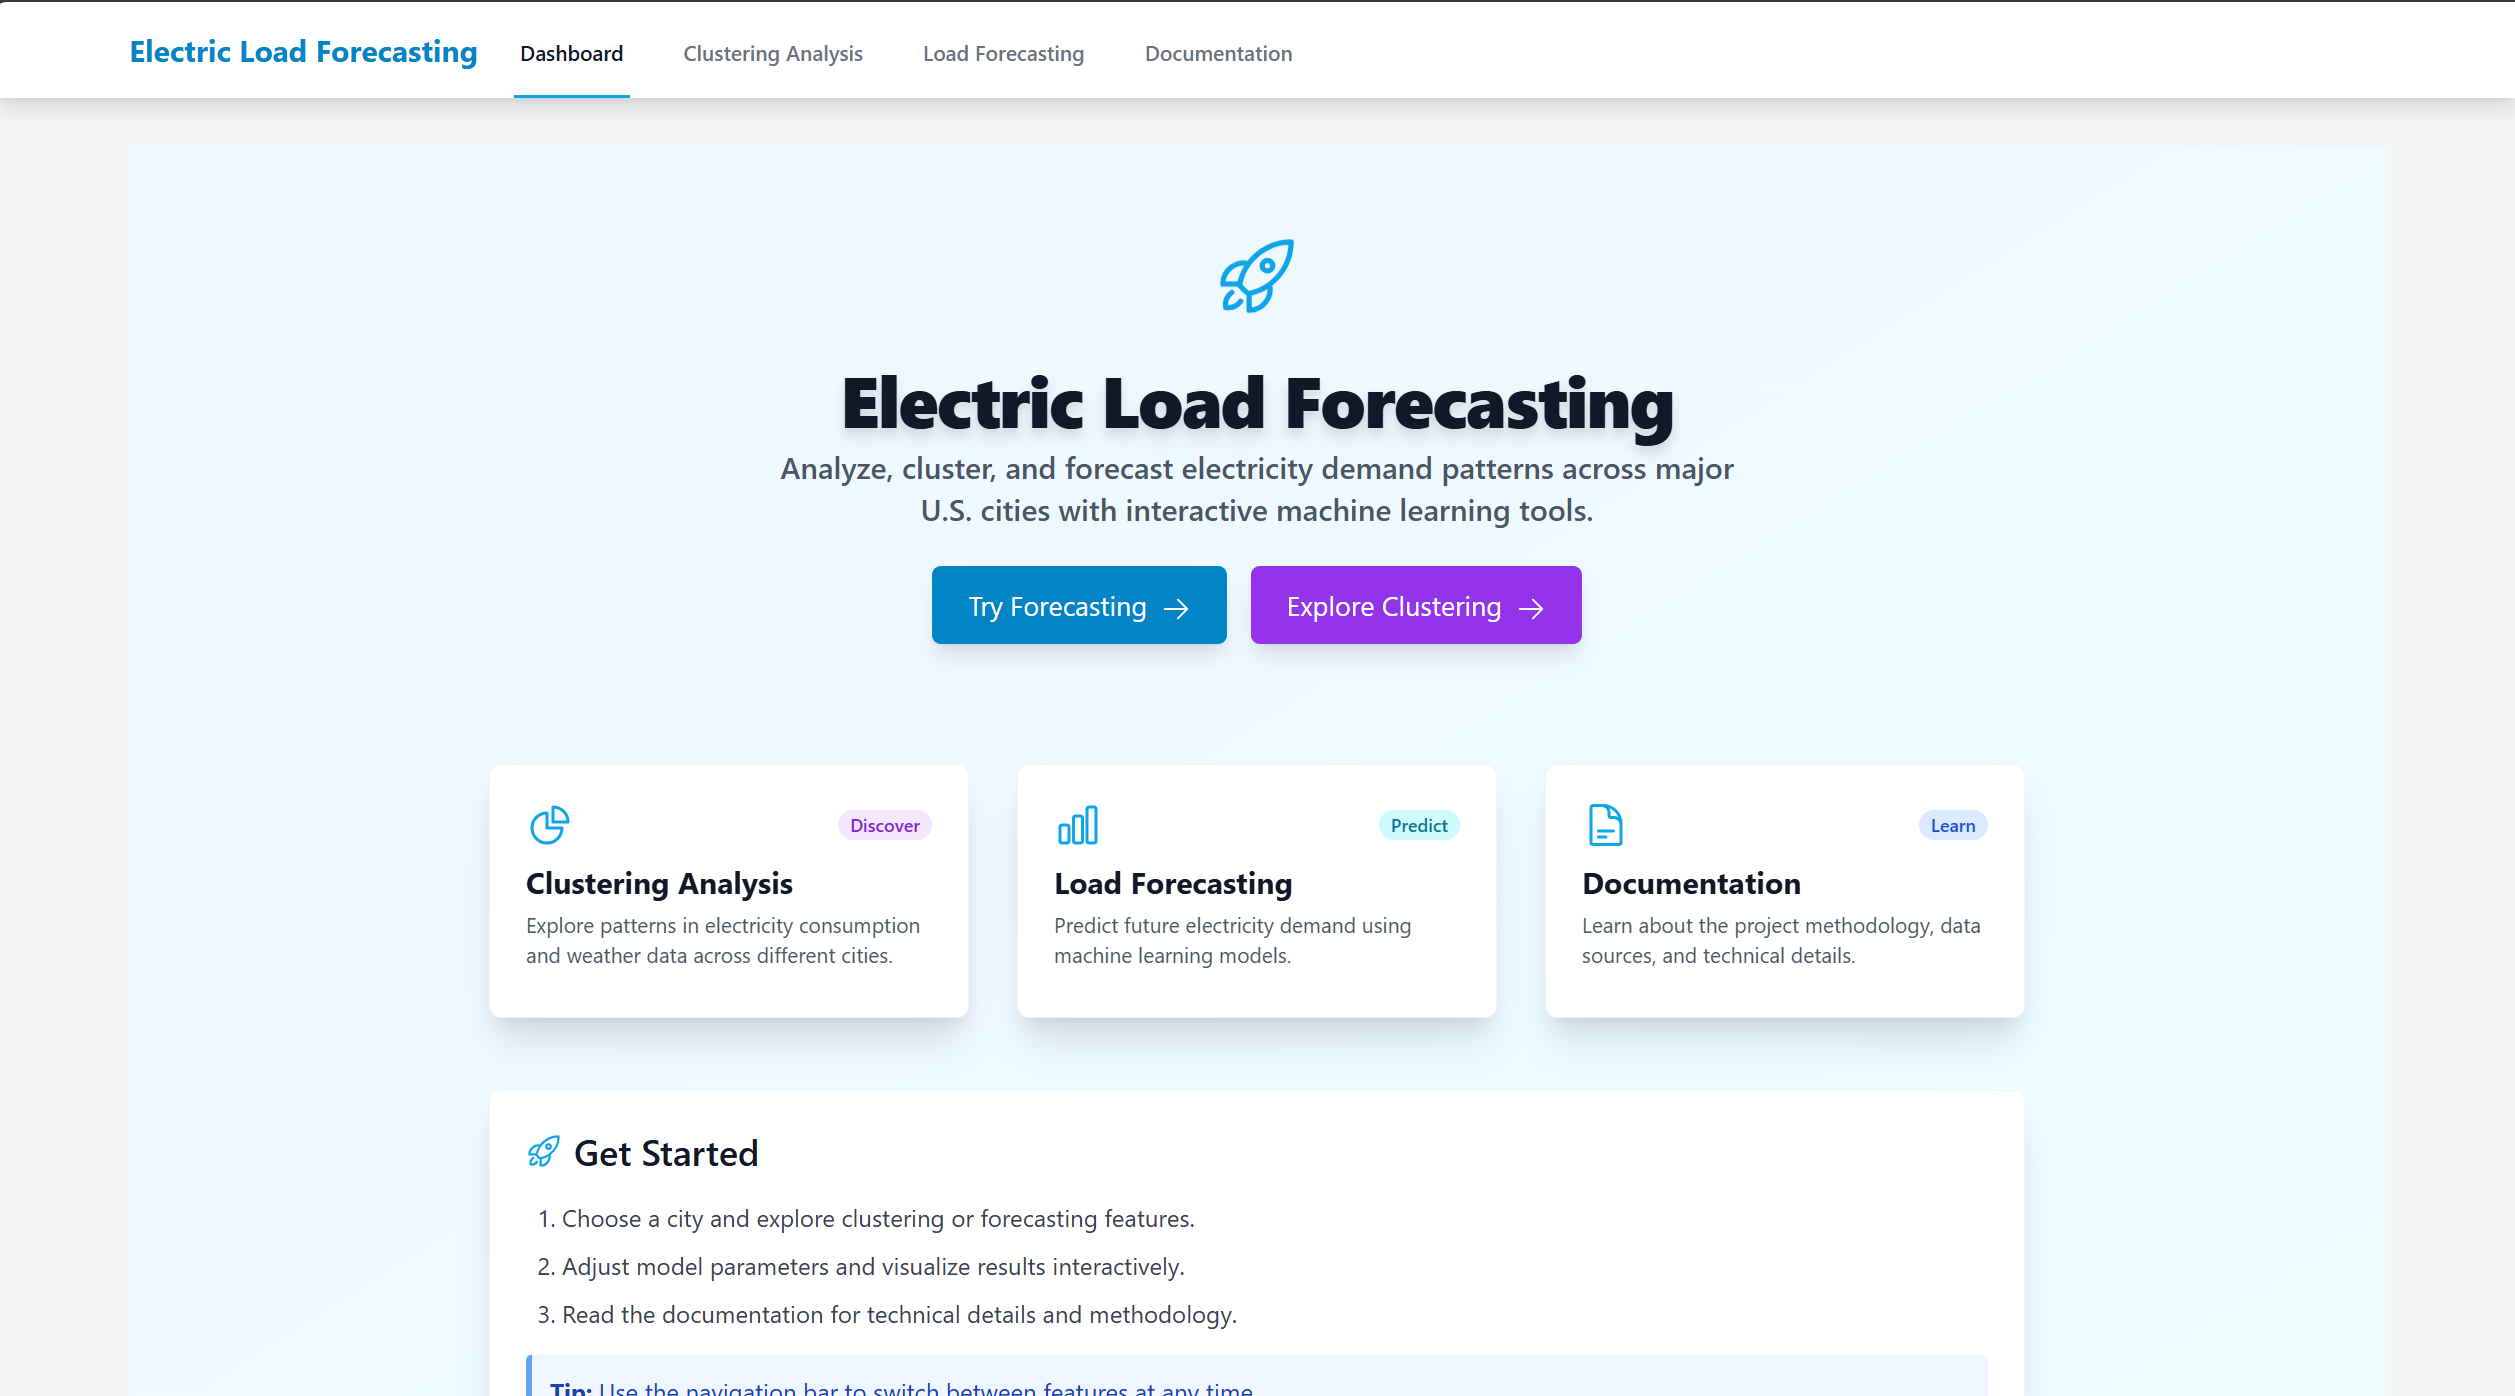 Electric Load Forecasting
Dashboard
Clustering Analysis
Load Forecasting
Documentation
Electric Load Forecasting
Analyze, cluster, and forecast electricity demand patterns across major
U.S. cities with interactive machine learning tools.
Try Forecasting →
Explore Clustering →
Discover
Clustering Analysis
Explore patterns in electricity consumption
and weather data across different cities.
Predict
Load Forecasting
Predict future electricity demand using
machine learning models.
Learn
Documentation
Learn about the project methodology, data
sources, and technical details.
Get Started
1. Choose a city and explore clustering or forecasting features.
2. Adjust model parameters and visualize results interactively.
3. Read the documentation for technical details and methodology.
Tip: Use the navigation bar to switch between features at any time.